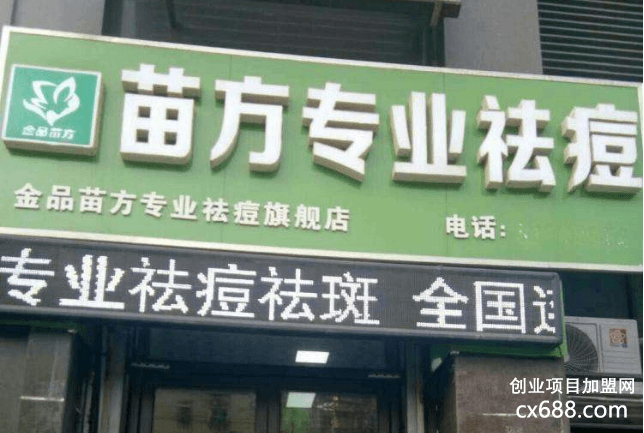 苗方专业祛痘
金品苗方
金品苗方专业祛痘旗舰店
电话:
专业祛痘祛斑 全国连
创业项目加盟网
cx688.com